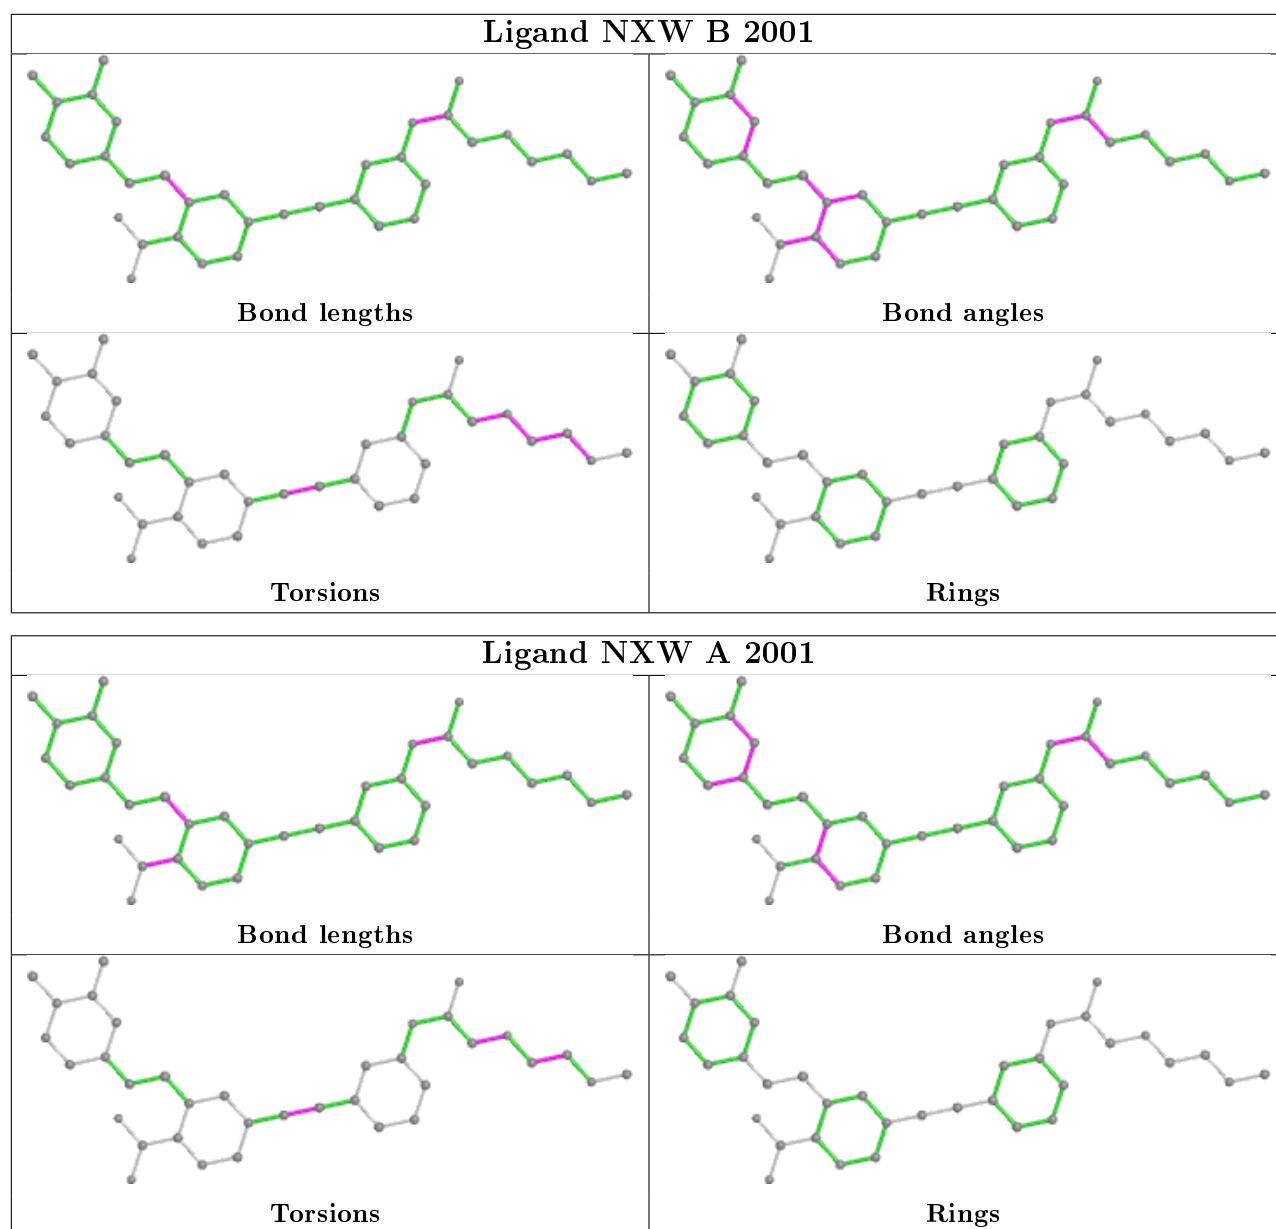 Ligand NXW B 2001
Bond lengths
Bond angles
Torsions
Rings
Ligand NXW A 2001
Bond lengths
Bond angles
Torsions
Rings